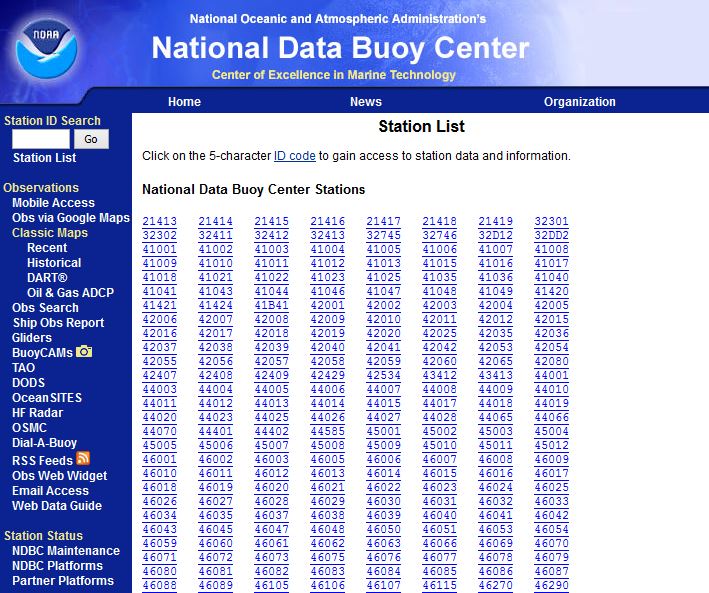 NOAA
National Oceanic and Atmospheric Administration's
National Data Buoy Center
Center of Excellence in Marine Technology
Home News Organization
Station ID Search
Go
Station List
Observations
Mobile Access
Obs via Google Maps
Classic Maps
Recent
Historical
DART®
Oil & Gas ADCP
Obs Search
Ship Obs Report
Gliders
BuoyCAMs
TAO
DODS
OceanSITES
HF Radar
OSMC
Dial-A-Buoy
RSS Feeds
Obs Web Widget
Email Access
Web Data Guide
Station Status
NDBC Maintenance
NDBC Platforms
Partner Platforms
Station List
Click on the 5-character ID code to gain access to station data and information.
National Data Buoy Center Stations
21413 21414 21415 21416 21417 21418 21419 32301
32302 32411 32412 32413 32745 32746 32D12 32DD2
41001 41002 41003 41004 41005 41006 41007 41008
41009 41010 41011 41012 41013 41015 41016 41017
41018 41021 41022 41023 41025 41035 41036 41040
41041 41043 41044 41046 41047 41048 41049 41420
41421 41424 41B41 42001 42002 42003 42004 42005
42006 42007 42008 42009 42010 42011 42012 42015
42016 42017 42018 42019 42020 42025 42035 42036
42037 42038 42039 42040 42041 42042 42053 42054
42055 42056 42057 42058 42059 42060 42065 42080
42407 42408 42409 42429 42534 43412 43413 44001
44003 44004 44005 44006 44007 44008 44009 44010
44011 44012 44013 44014 44015 44017 44018 44019
44020 44023 44025 44026 44027 44028 44065 44066
44070 44401 44402 44585 45001 45002 45003 45004
45005 45006 45007 45008 45009 45010 45011 45012
46001 46002 46003 46005 46006 46007 46008 46009
46010 46011 46012 46013 46014 46015 46016 46017
46018 46019 46020 46021 46022 46023 46024 46025
46026 46027 46028 46029 46030 46031 46032 46033
46034 46035 46037 46038 46039 46040 46041 46042
46043 46045 46047 46048 46050 46051 46053 46054
46059 46060 46061 46062 46063 46066 46069 46070
46071 46072 46073 46075 46076 46077 46078 46079
46080 46081 46082 46083 46084 46085 46086 46087
46088 46089 46105 46106 46107 46115 46270 46290